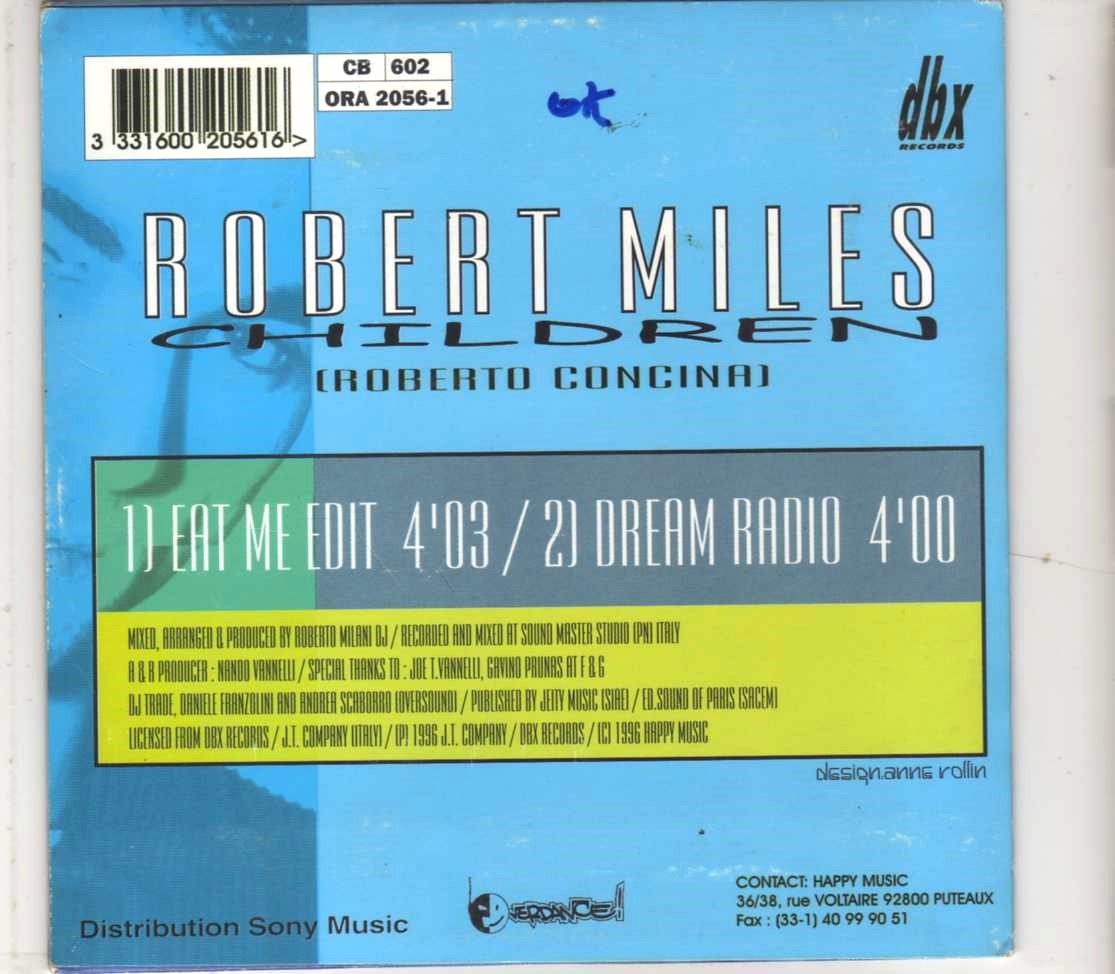 CB 602
ORA 2056-1
3 331600 205616 >
ok
dbx
RECORDS
ROBERT MILES
CHILDREN
(ROBERTO CONCINA)
1) EAT ME EDIT 4'03 / 2) DREAM RADIO 4'00
MIXED, ARRANGED & PRODUCED BY ROBERTO MILANI DJ / RECORDED AND MIXED AT SOUND MASTER STUDIO (PN) ITALY
A & R PRODUCER : NANDO VANNELLI / SPECIAL THANKS TO : JOE T.VANNELLI, GAVINO PRUNAS AT F & G
DJ TRADE, DANIELE FRANZOLINI AND ANDREA SCABORRO (OVERSOUND) / PUBLISHED BY JEITY MUSIC (SIAE) / ED.SOUND OF PARIS (SACEM)
LICENSED FROM DBX RECORDS / J.T. COMPANY (ITALY) / (P) 1996 J.T. COMPANY / DBX RECORDS / (C) 1996 HAPPY MUSIC
design.anne rollin
Distribution Sony Music
VERDANCE!
CONTACT: HAPPY MUSIC
36/38, rue VOLTAIRE 92800 PUTEAUX
Fax : (33-1) 40 99 90 51